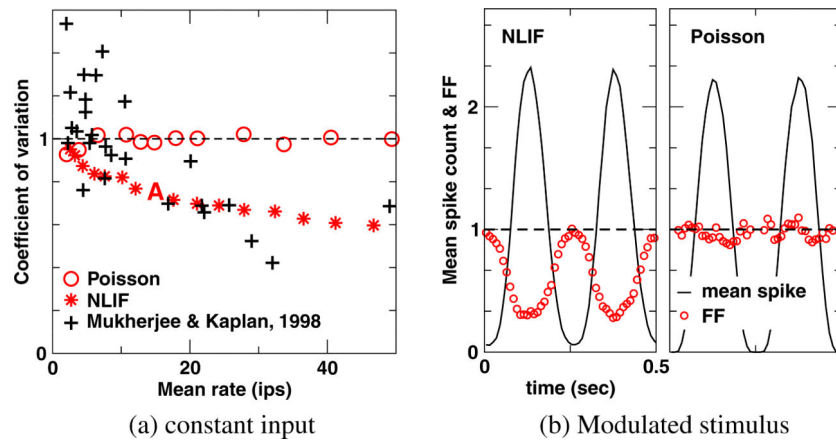 a
1
Coefficient of variation
A
Poisson
NLIF
Mukherjee & Kaplan, 1998
0
0 20 40
Mean rate (ips)
(a) constant input
b
NLIF
Poisson
2
1
0
Mean spike count & FF
mean spike
FF
0 0.5
time (sec)
(b) Modulated stimulus